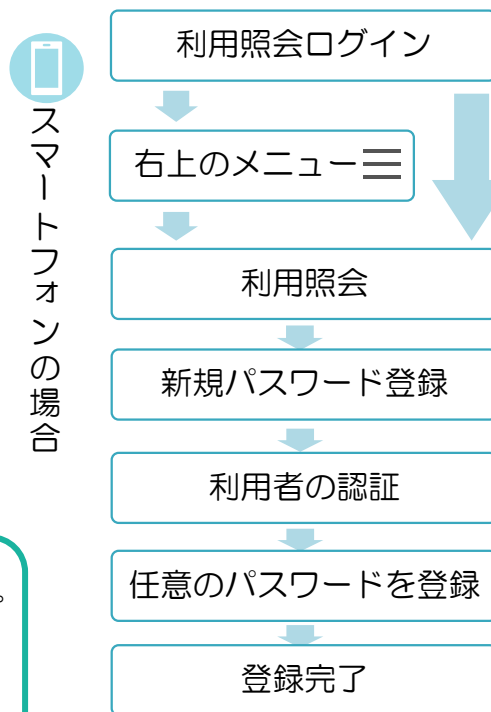 スマートフォンの場合
利用照会ログイン
右上のメニュー
利用照会
新規パスワード登録
利用者の認証
任意のパスワードを登録
登録完了
。